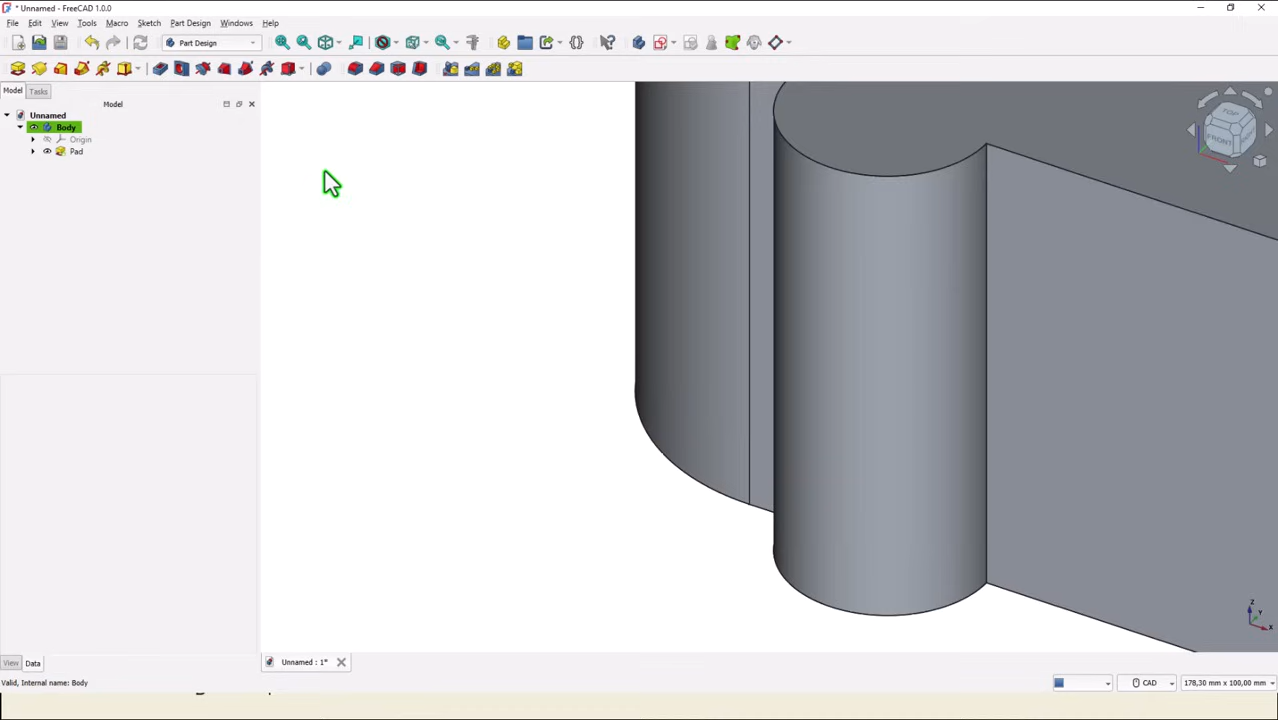 * Unnamed - FreeCAD 1.0.0
File Edit View Tools Macro Sketch Part Design Windows Help
Part Design
Model Tasks
Model
Unnamed
Body
Origin
Pad
TOP
FRONT
Z
Y
X
View Data
Unnamed : 1*
Valid, Internal name: Body
CAD
178,30 mm x 100,00 mm